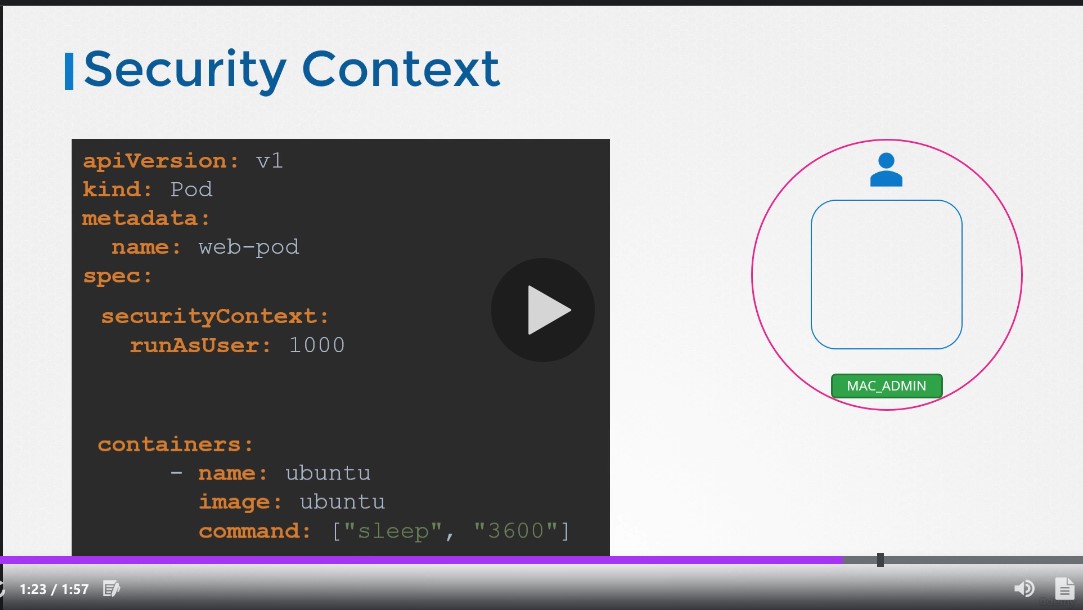 Security Context
apiVersion: v1
kind: Pod
metadata:
name: web-pod
spec:
securityContext:
runAsUser: 1000
containers:
- name: ubuntu
image: ubuntu
command: ["sleep", "3600"]
MAC_ADMIN
1:23 / 1:57